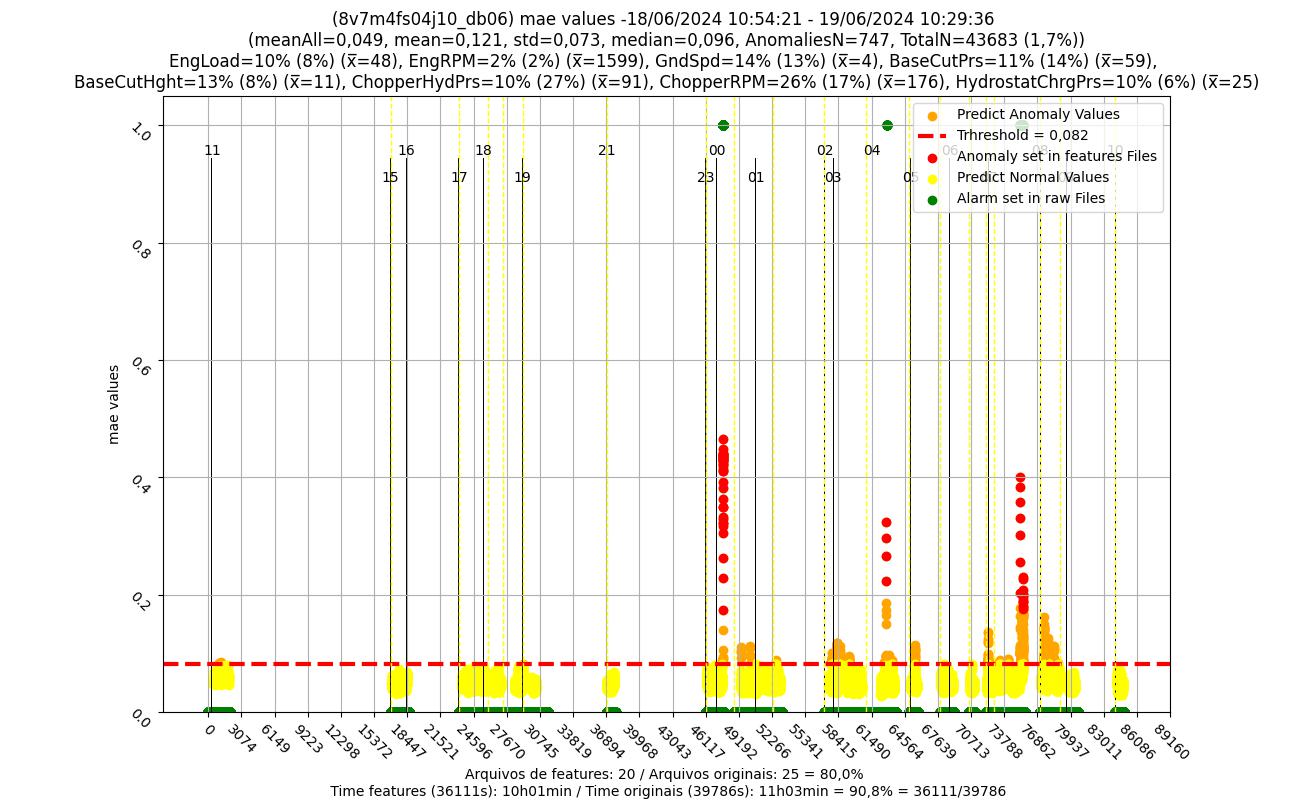 (8v7m4fs04j10_db06) mae values -18/06/2024 10:54:21 - 19/06/2024 10:29:36
(meanAll=0,049, mean=0,121, std=0,073, median=0,096, AnomaliesN=747, TotalN=43683 (1,7%))
EngLoad=10% (8%) (x̅=48), EngRPM=2% (2%) (x̅=1599), GndSpd=14% (13%) (x̅=4), BaseCutPrs=11% (14%) (x̅=59),
BaseCutHght=13% (8%) (x̅=11), ChopperHydPrs=10% (27%) (x̅=91), ChopperRPM=26% (17%) (x̅=176), HydrostatChrgPrs=10% (6%) (x̅=25)
Predict Anomaly Values
Trhreshold = 0,082
Anomaly set in features Files
Predict Normal Values
Alarm set in raw Files
11 16 18 21 00 02 04 06 08 10
15 17 19 23 01 03 05
mae values
1.0
0.8
0.6
0.4
0.2
0.0
0 3074 6149 9223 12298 15372 18447 21521 24596 27670 30745 33819 36894 39968 43043 46117 49192 52266 55341 58415 61490 64564 67639 70713 73788 76862 79937 83011 86086 89160
Arquivos de features: 20 / Arquivos originais: 25 = 80,0%
Time features (36111s): 10h01min / Time originais (39786s): 11h03min = 90,8% = 36111/39786